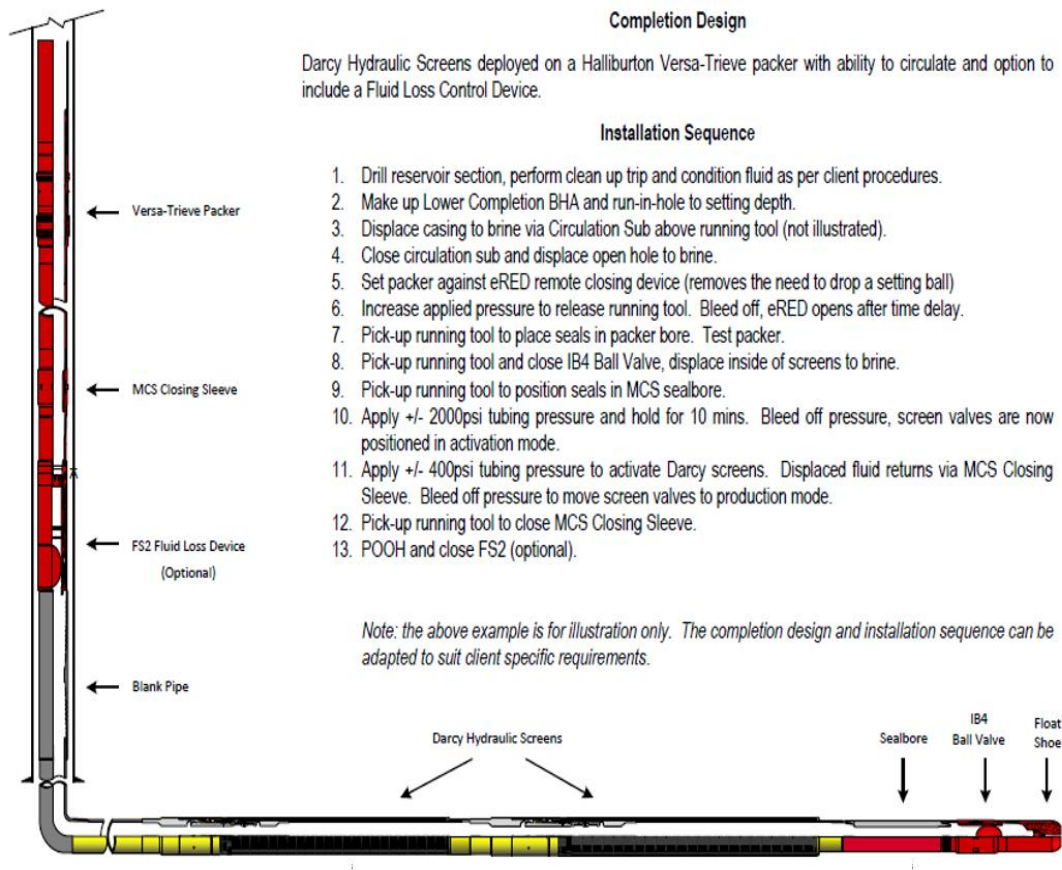 Completion Design
Darcy Hydraulic Screens deployed on a Halliburton Versa-Trieve packer with ability to circulate and option to
include a Fluid Loss Control Device.
Installation Sequence
1. Drill reservoir section, perform clean up trip and condition fluid as per client procedures.
2. Make up Lower Completion BHA and run-in-hole to setting depth.
3. Displace casing to brine via Circulation Sub above running tool (not illustrated).
4. Close circulation sub and displace open hole to brine.
5. Set packer against eRED remote closing device (removes the need to drop a setting ball)
6. Increase applied pressure to release running tool. Bleed off, eRED opens after time delay.
7. Pick-up running tool to place seals in packer bore. Test packer.
8. Pick-up running tool and close IB4 Ball Valve, displace inside of screens to brine.
9. Pick-up running tool to position seals in MCS sealbore.
10. Apply +/- 2000psi tubing pressure and hold for 10 mins. Bleed off pressure, screen valves are now
positioned in activation mode.
11. Apply +/- 400psi tubing pressure to activate Darcy screens. Displaced fluid returns via MCS Closing
Sleeve. Bleed off pressure to move screen valves to production mode.
12. Pick-up running tool to close MCS Closing Sleeve.
13. POOH and close FS2 (optional).
Note: the above example is for illustration only. The completion design and installation sequence can be
adapted to suit client specific requirements.
Versa-Trieve Packer
MCS Closing Sleeve
FS2 Fluid Loss Device
(Optional)
Blank Pipe
Darcy Hydraulic Screens
Sealbore
IB4
Ball Valve
Float
Shoe